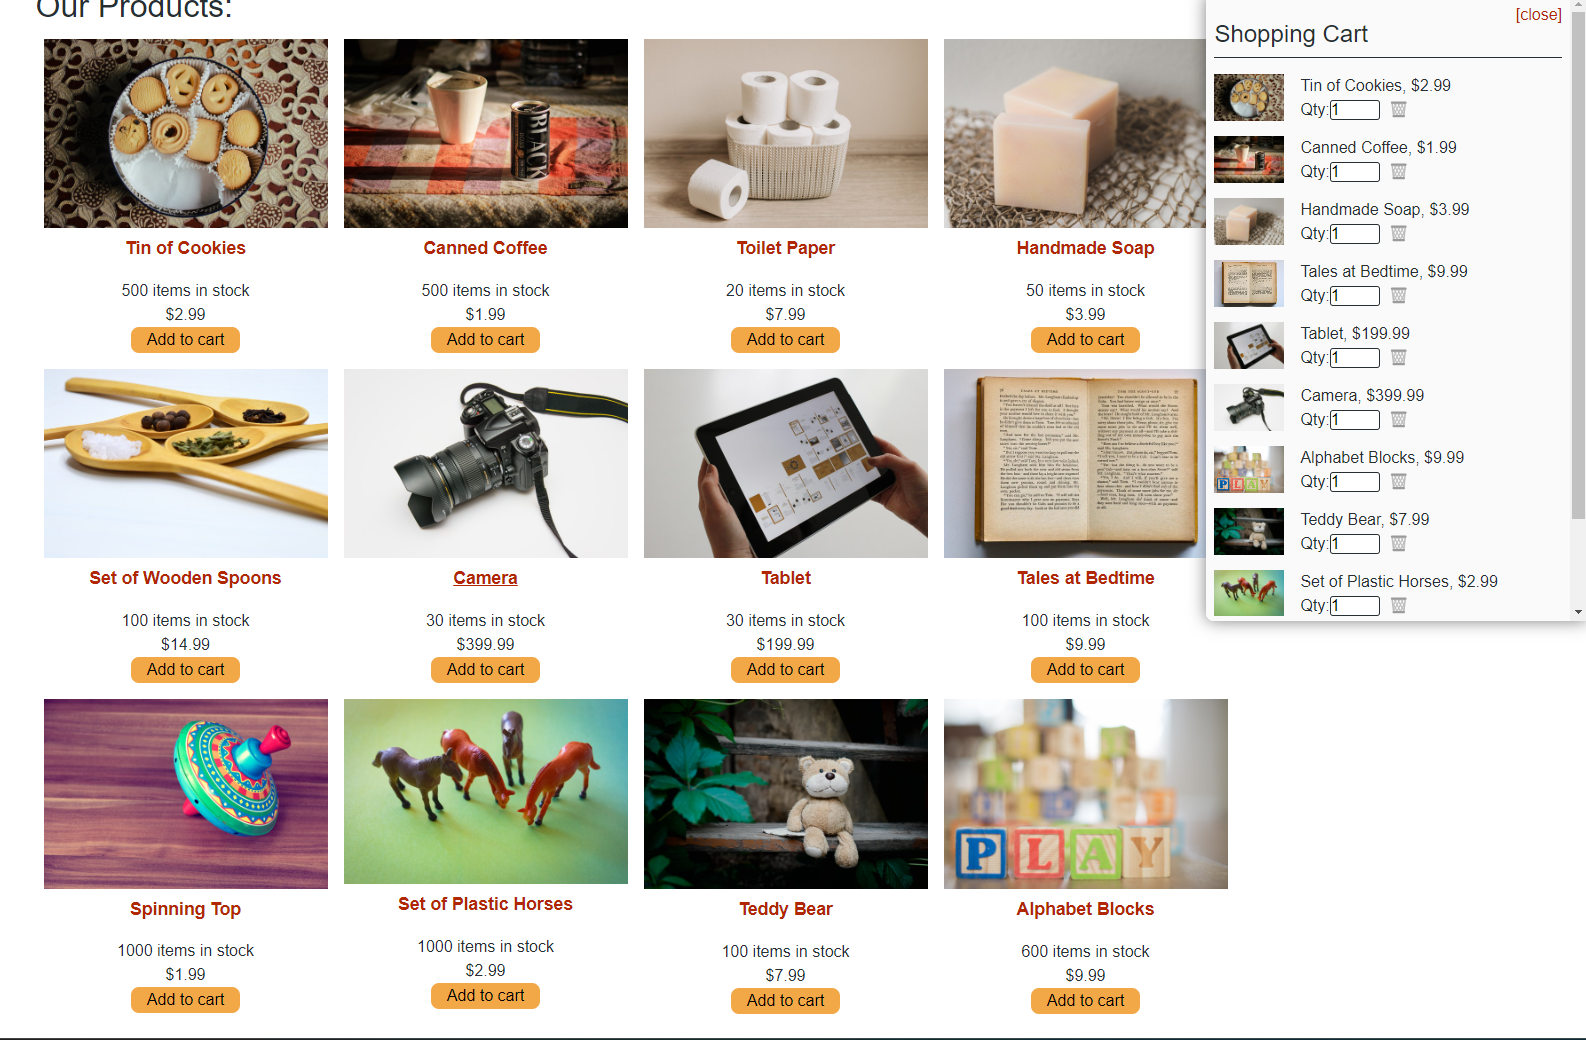 Our Products:
Tin of Cookies
500 items in stock
$2.99
Add to cart
Canned Coffee
500 items in stock
$1.99
Add to cart
BLACK
Toilet Paper
20 items in stock
$7.99
Add to cart
Handmade Soap
50 items in stock
$3.99
Add to cart
Set of Wooden Spoons
100 items in stock
$14.99
Add to cart
Camera
30 items in stock
$399.99
Add to cart
Tablet
30 items in stock
$199.99
Add to cart
Tales at Bedtime
100 items in stock
$9.99
Add to cart
Spinning Top
1000 items in stock
$1.99
Add to cart
Set of Plastic Horses
1000 items in stock
$2.99
Add to cart
Teddy Bear
100 items in stock
$7.99
Add to cart
PLAY
Alphabet Blocks
600 items in stock
$9.99
Add to cart
[close]
Shopping Cart
Tin of Cookies, $2.99
Qty: 1
Canned Coffee, $1.99
Qty: 1
Handmade Soap, $3.99
Qty: 1
Tales at Bedtime, $9.99
Qty: 1
Tablet, $199.99
Qty: 1
Camera, $399.99
Qty: 1
PLAY
Alphabet Blocks, $9.99
Qty: 1
Teddy Bear, $7.99
Qty: 1
Set of Plastic Horses, $2.99
Qty: 1